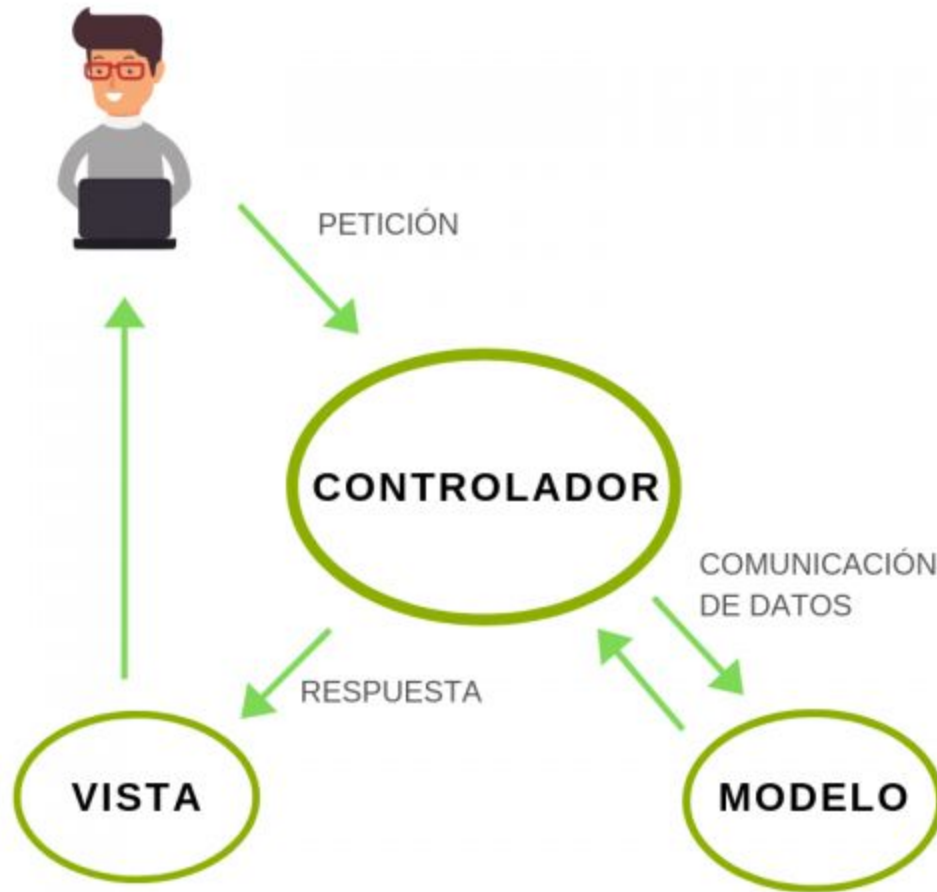 PETICIÓN
CONTROLADOR
COMUNICACIÓN
DE DATOS
RESPUESTA
VISTA
MODELO